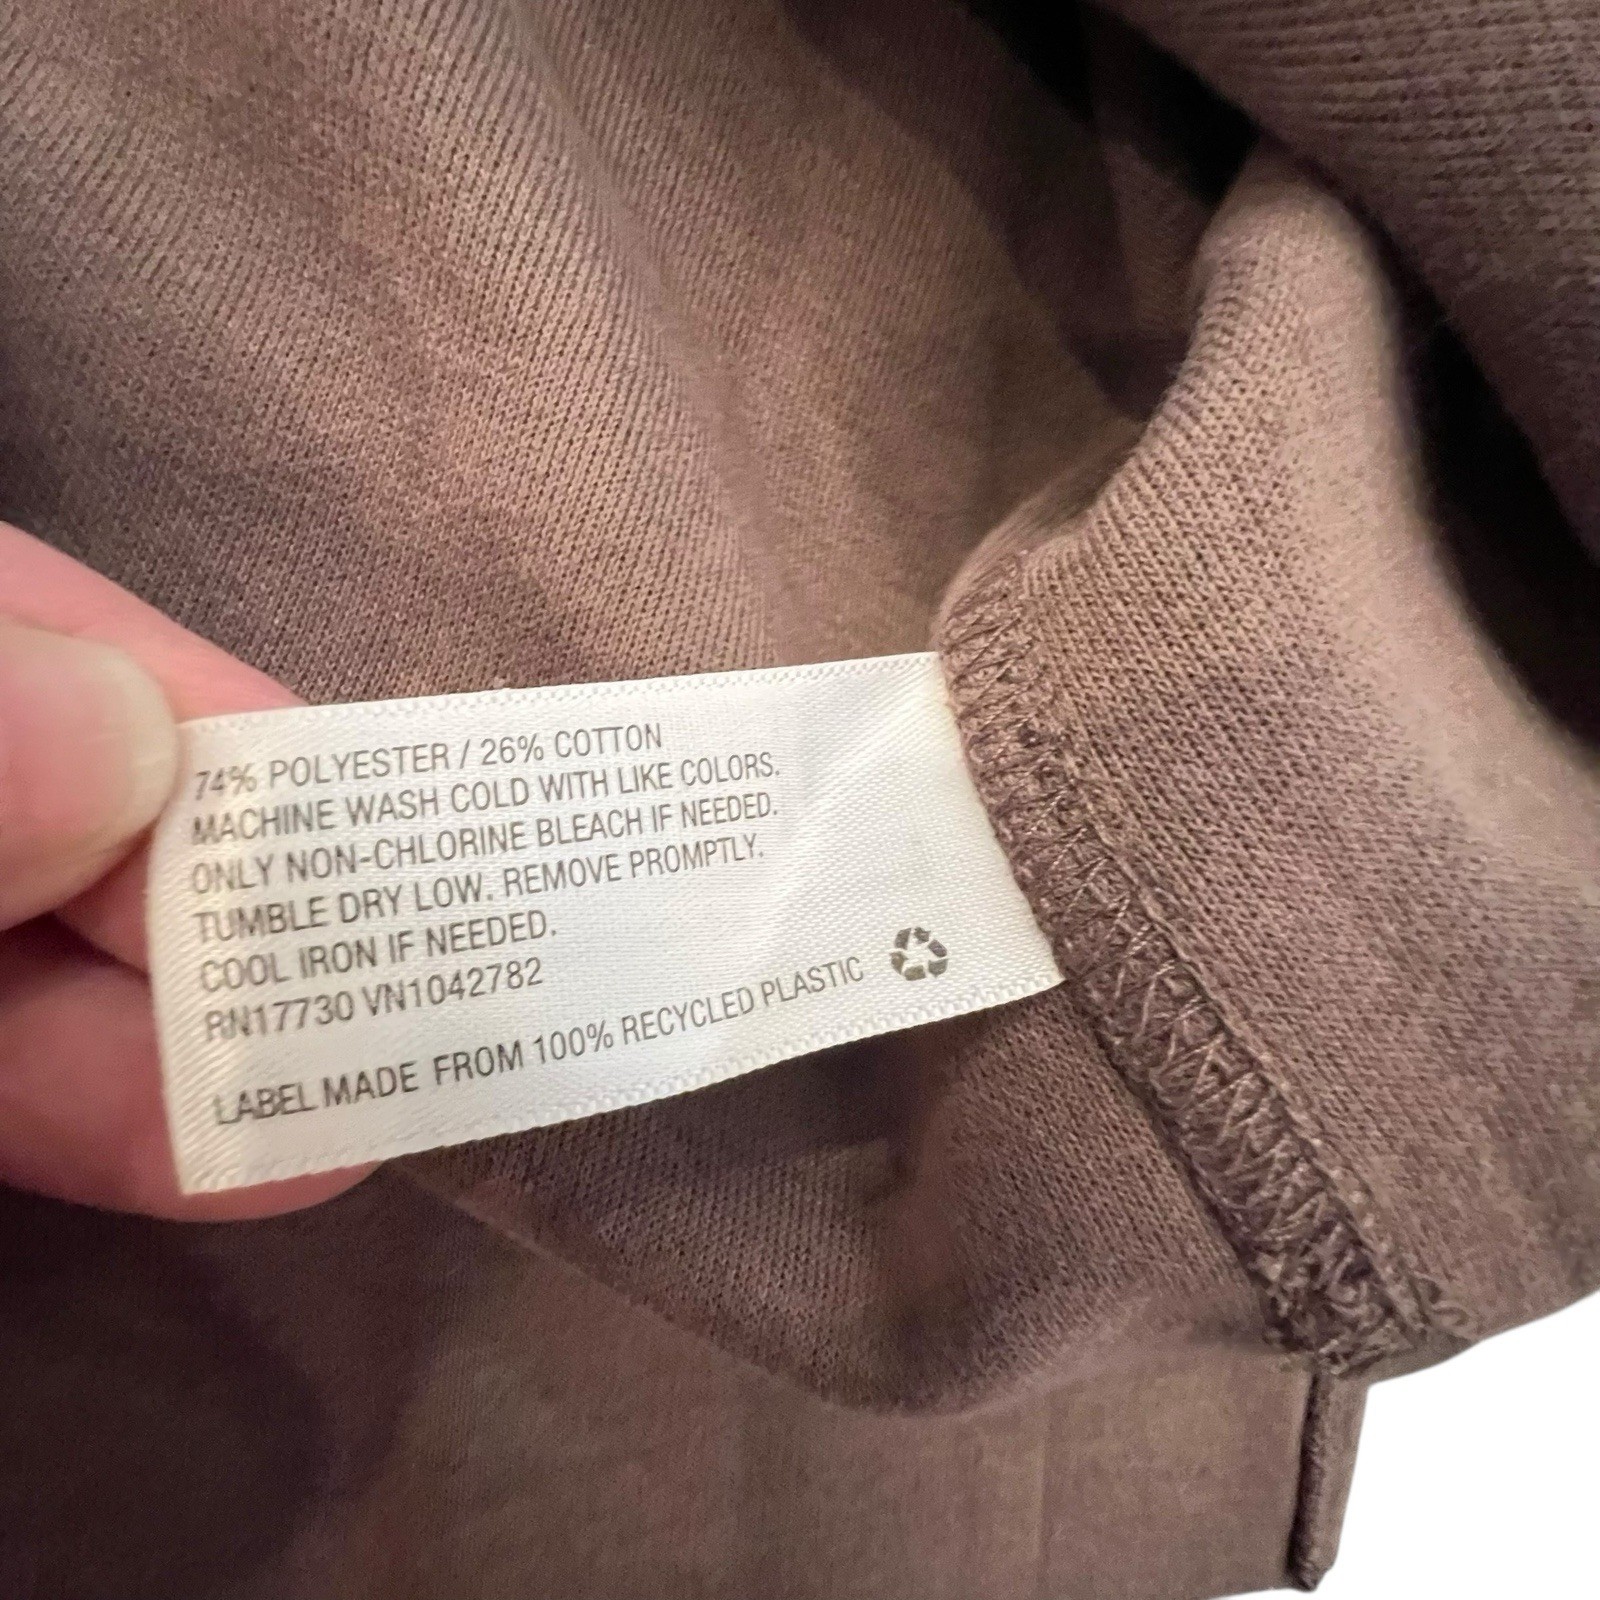 74% POLYESTER / 26% COTTON
MACHINE WASH COLD WITH LIKE COLORS.
ONLY NON-CHLORINE BLEACH IF NEEDED.
TUMBLE DRY LOW. REMOVE PROMPTLY.
COOL IRON IF NEEDED.
RN17730 VN1042782
LABEL MADE FROM 100% RECYCLED PLASTIC